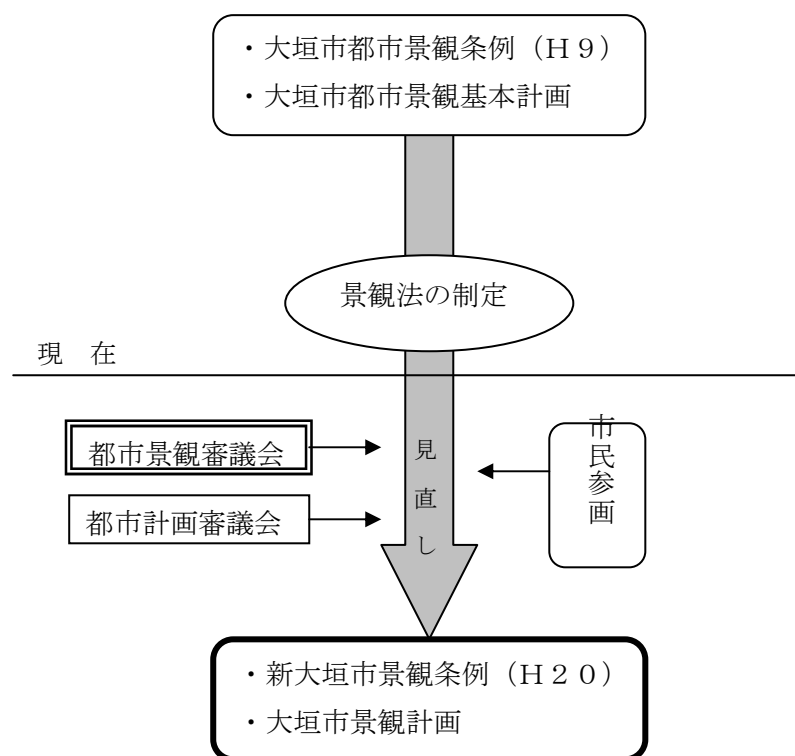 ・大垣市都市景観条例（Ｈ９）
・大垣市都市景観基本計画
景観法の制定
現　在
都市景観審議会
都市計画審議会
見直し
市民参画
・新大垣市景観条例（Ｈ２０）
・大垣市景観計画